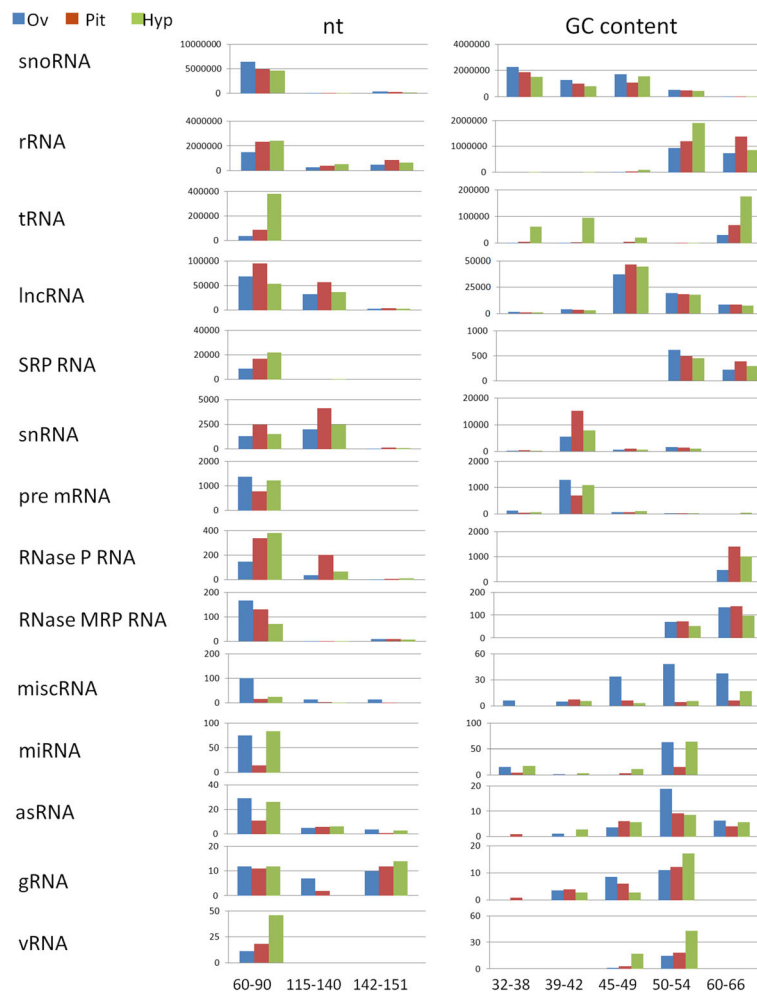 Ov Pit Hyp
nt GC content
snoRNA 10000000 5000000 0 4000000 2000000 0
rRNA 4000000 2000000 0 2000000 1000000 0
tRNA 400000 200000 0 200000 100000 0
lncRNA 100000 50000 0 50000 25000 0
SRP RNA 40000 20000 0 1000 500 0
snRNA 5000 2500 0 20000 10000 0
pre mRNA 2000 1000 0 2000 1000 0
RNase P RNA 400 200 0 2000 1000 0
RNase MRP RNA 200 100 0 200 100 0
miscRNA 200 100 0 60 30 0
miRNA 100 50 0 100 50 0
asRNA 40 20 0 20 10 0
gRNA 20 10 0 20 10 0
vRNA 50 25 0 60 30 0
60-90 115-140 142-151 32-38 39-42 45-49 50-54 60-66